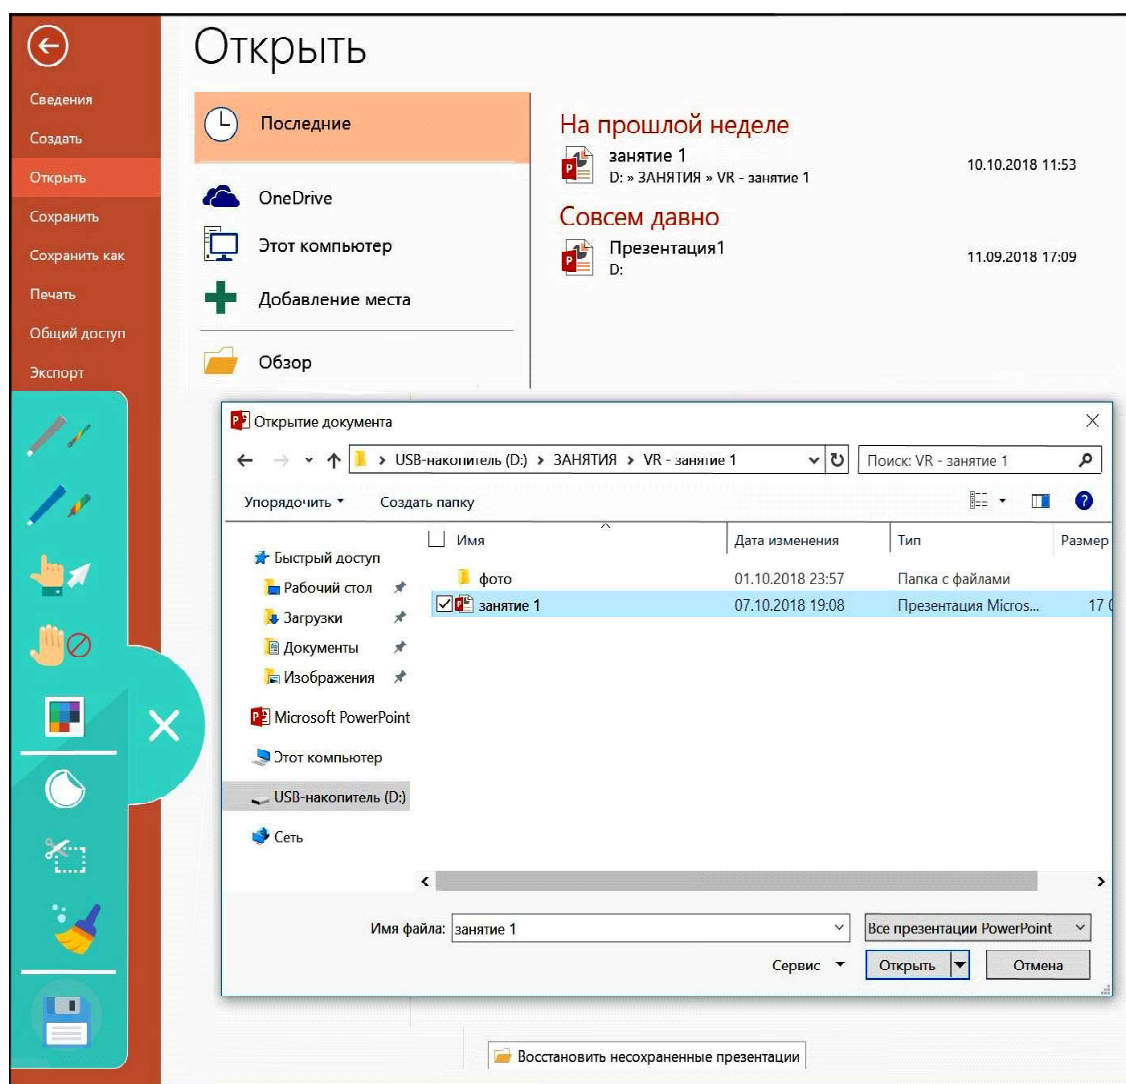 Открыть
Сведения
Создать
Открыть
Сохранить
Сохранить как
Печать
Общий доступ
Экспорт
Последние
OneDrive
Этот компьютер
Добавление места
Обзор
На прошлой неделе
занятие 1
10.10.2018 11:53
D: » ЗАНЯТИЯ » VR - занятие 1
Совсем давно
Презентация1
11.09.2018 17:09
D:
Открытие документа
USB-накопитель (D:) > ЗАНЯТИЯ > VR - занятие 1
Поиск: VR - занятие 1
Упорядочить
Создать папку
Имя
Дата изменения
Тип
Размер
фото
01.10.2018 23:57
Папка с файлами
занятие 1
07.10.2018 19:08
Презентация Micros...
17
Быстрый доступ
Рабочий стол
Загрузки
Документы
Изображения
Microsoft PowerPoint
Этот компьютер
USB-накопитель (D:)
Сеть
Имя файла:
занятие 1
Все презентации PowerPoint
Сервис
Открыть
Отмена
Восстановить несохраненные презентации